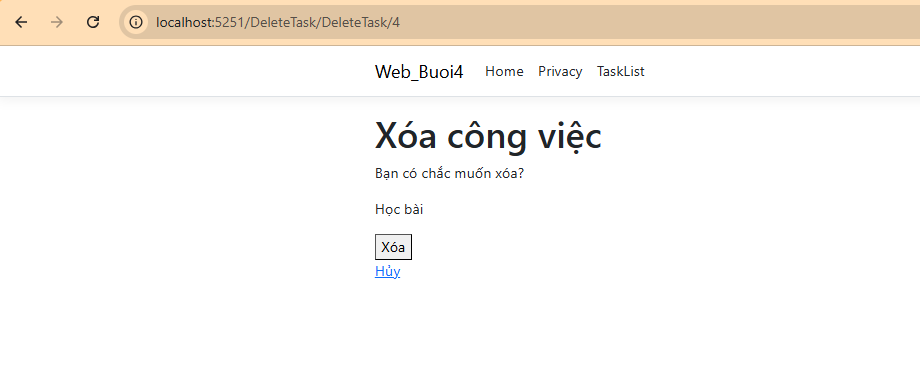 localhost:5251/DeleteTask/DeleteTask/4
Web_Buoi4 Home Privacy TaskList
Xóa công việc
Bạn có chắc muốn xóa?
Học bài
Xóa
Hủy